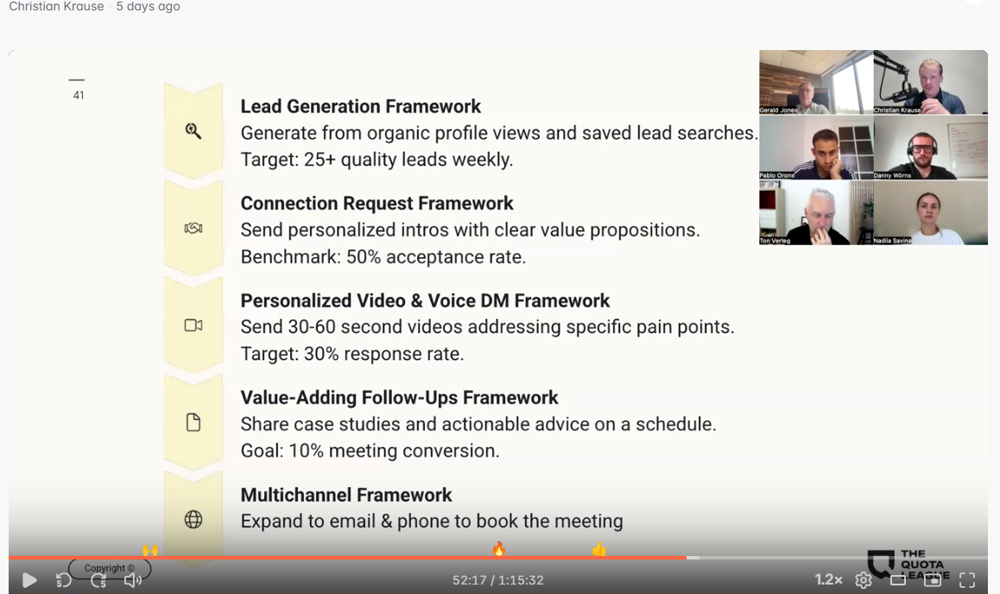 Christian Krause · 5 days ago
41
Lead Generation Framework
Generate from organic profile views and saved lead searches.
Target: 25+ quality leads weekly.
Connection Request Framework
Send personalized intros with clear value propositions.
Benchmark: 50% acceptance rate.
Personalized Video & Voice DM Framework
Send 30-60 second videos addressing specific pain points.
Target: 30% response rate.
Value-Adding Follow-Ups Framework
Share case studies and actionable advice on a schedule.
Goal: 10% meeting conversion.
Multichannel Framework
Expand to email & phone to book the meeting
Gerald Jones
Christian Krause
Pablo Orons
Danny Wörns
Ton Verleg
Nadiia Savina
Copyright ©
THE
QUOTA
LEAGUE
5
5
52:17 / 1:15:32
1.2×